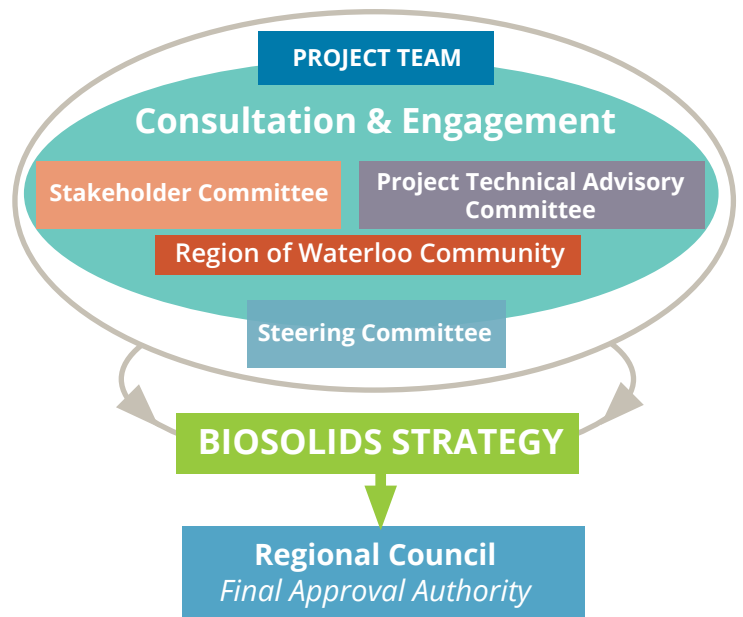 PROJECT TEAM
Consultation & Engagement
Stakeholder Committee
Project Technical Advisory
Committee
Region of Waterloo Community
Steering Committee
BIOSOLIDS STRATEGY
Regional Council
Final Approval Authority